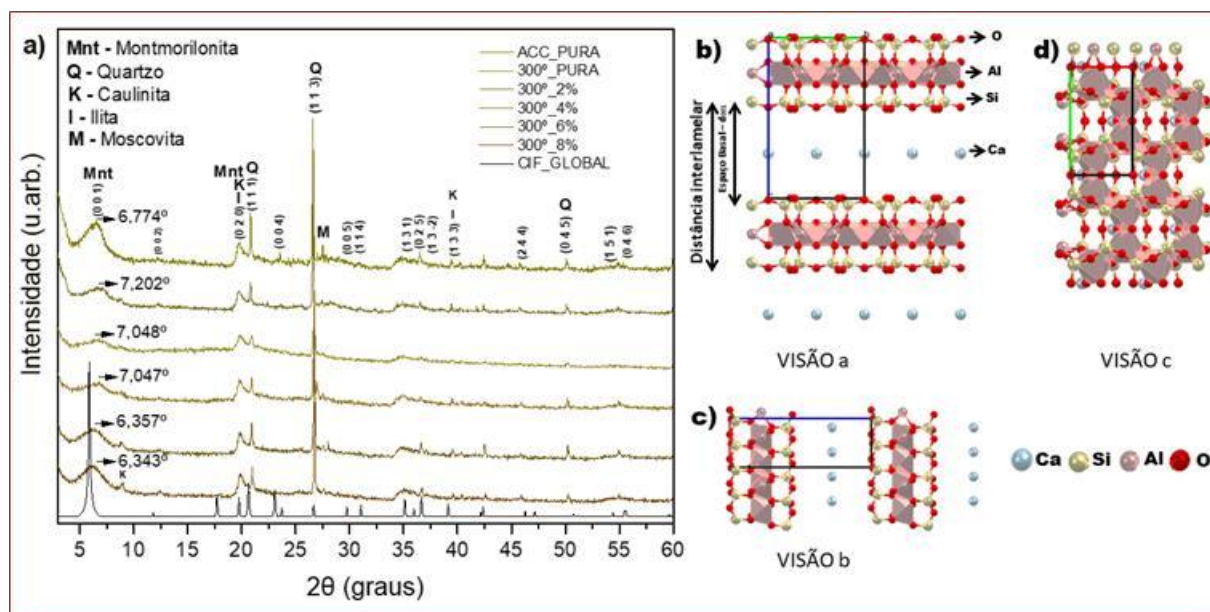 a)
Mnt - Montmorilonita
Q - Quartzo
K - Caulinita
I - Ilita
M - Moscovita
ACC_PURA
300º_PURA
300º_2%
300º_4%
300º_6%
300º_8%
CIF_GLOBAL
Intensidade (u.arb.)
Mnt
(0 0 1)
6,774º
(0 0 2)
Mnt
K
I
(0 2 0)
Q
(1 1 1)
(0 0 4)
Q
(1 1 3)
M
(0 0 5)
(1 1 4)
(1 3 1)
(0 2 5)
(1 3 -2)
K
I
(1 3 3)
(2 4 4)
Q
(0 4 5)
(1 5 1)
(0 4 6)
7,202º
7,048º
7,047º
6,357º
6,343º
K
5 10 15 20 25 30 35 40 45 50 55 60
2θ (graus)
b)
O
Al
Si
Ca
Distância interlamelar
VISÃO a
c)
VISÃO b
d)
VISÃO c
Ca Si Al O